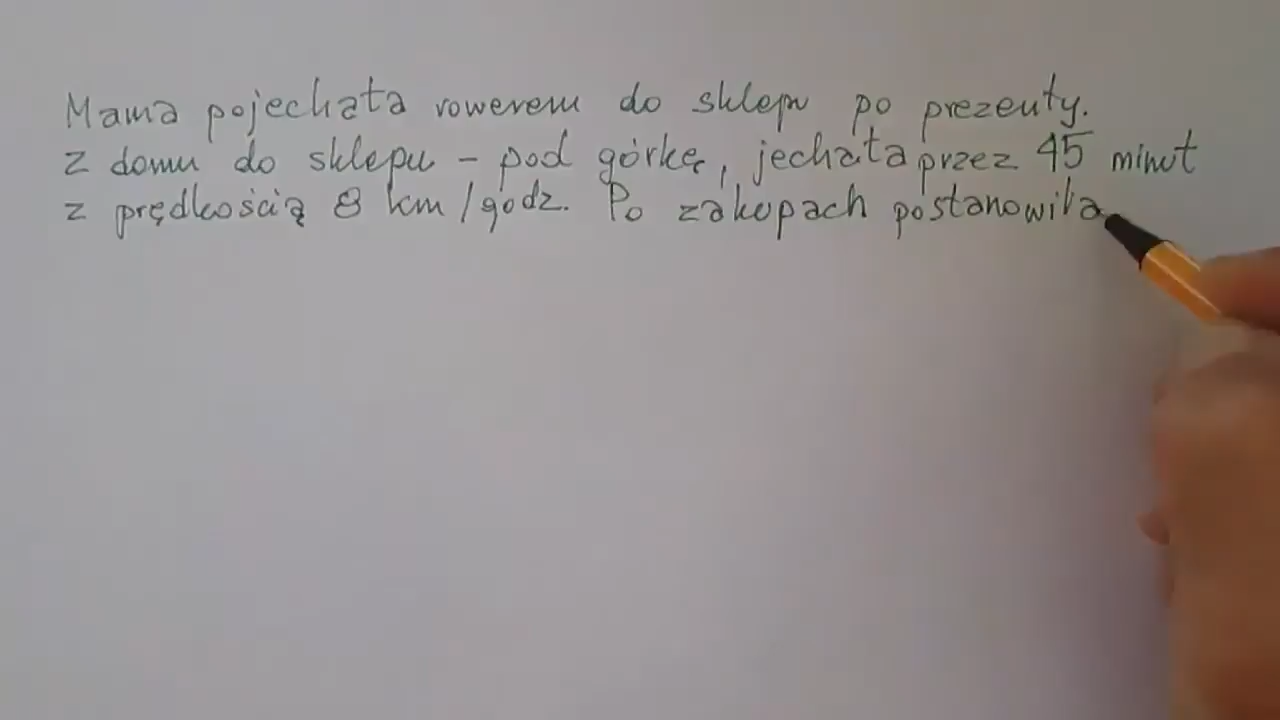 Mama pojechała rowerem do sklepu po prezenty.
Z domu do sklepu - pod górkę, jechała przez 45 minut
z prędkością 8 km/godz. Po zakupach postanowiła